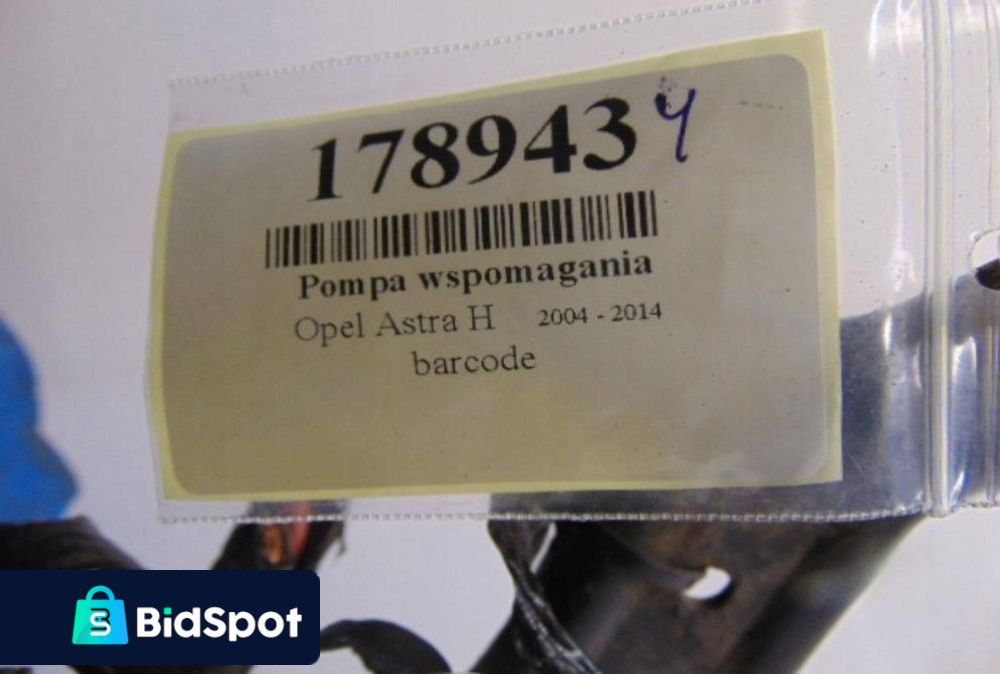 178943 4
Pompa wspomagania
Opel Astra H 2004 - 2014
barcode
BidSpot